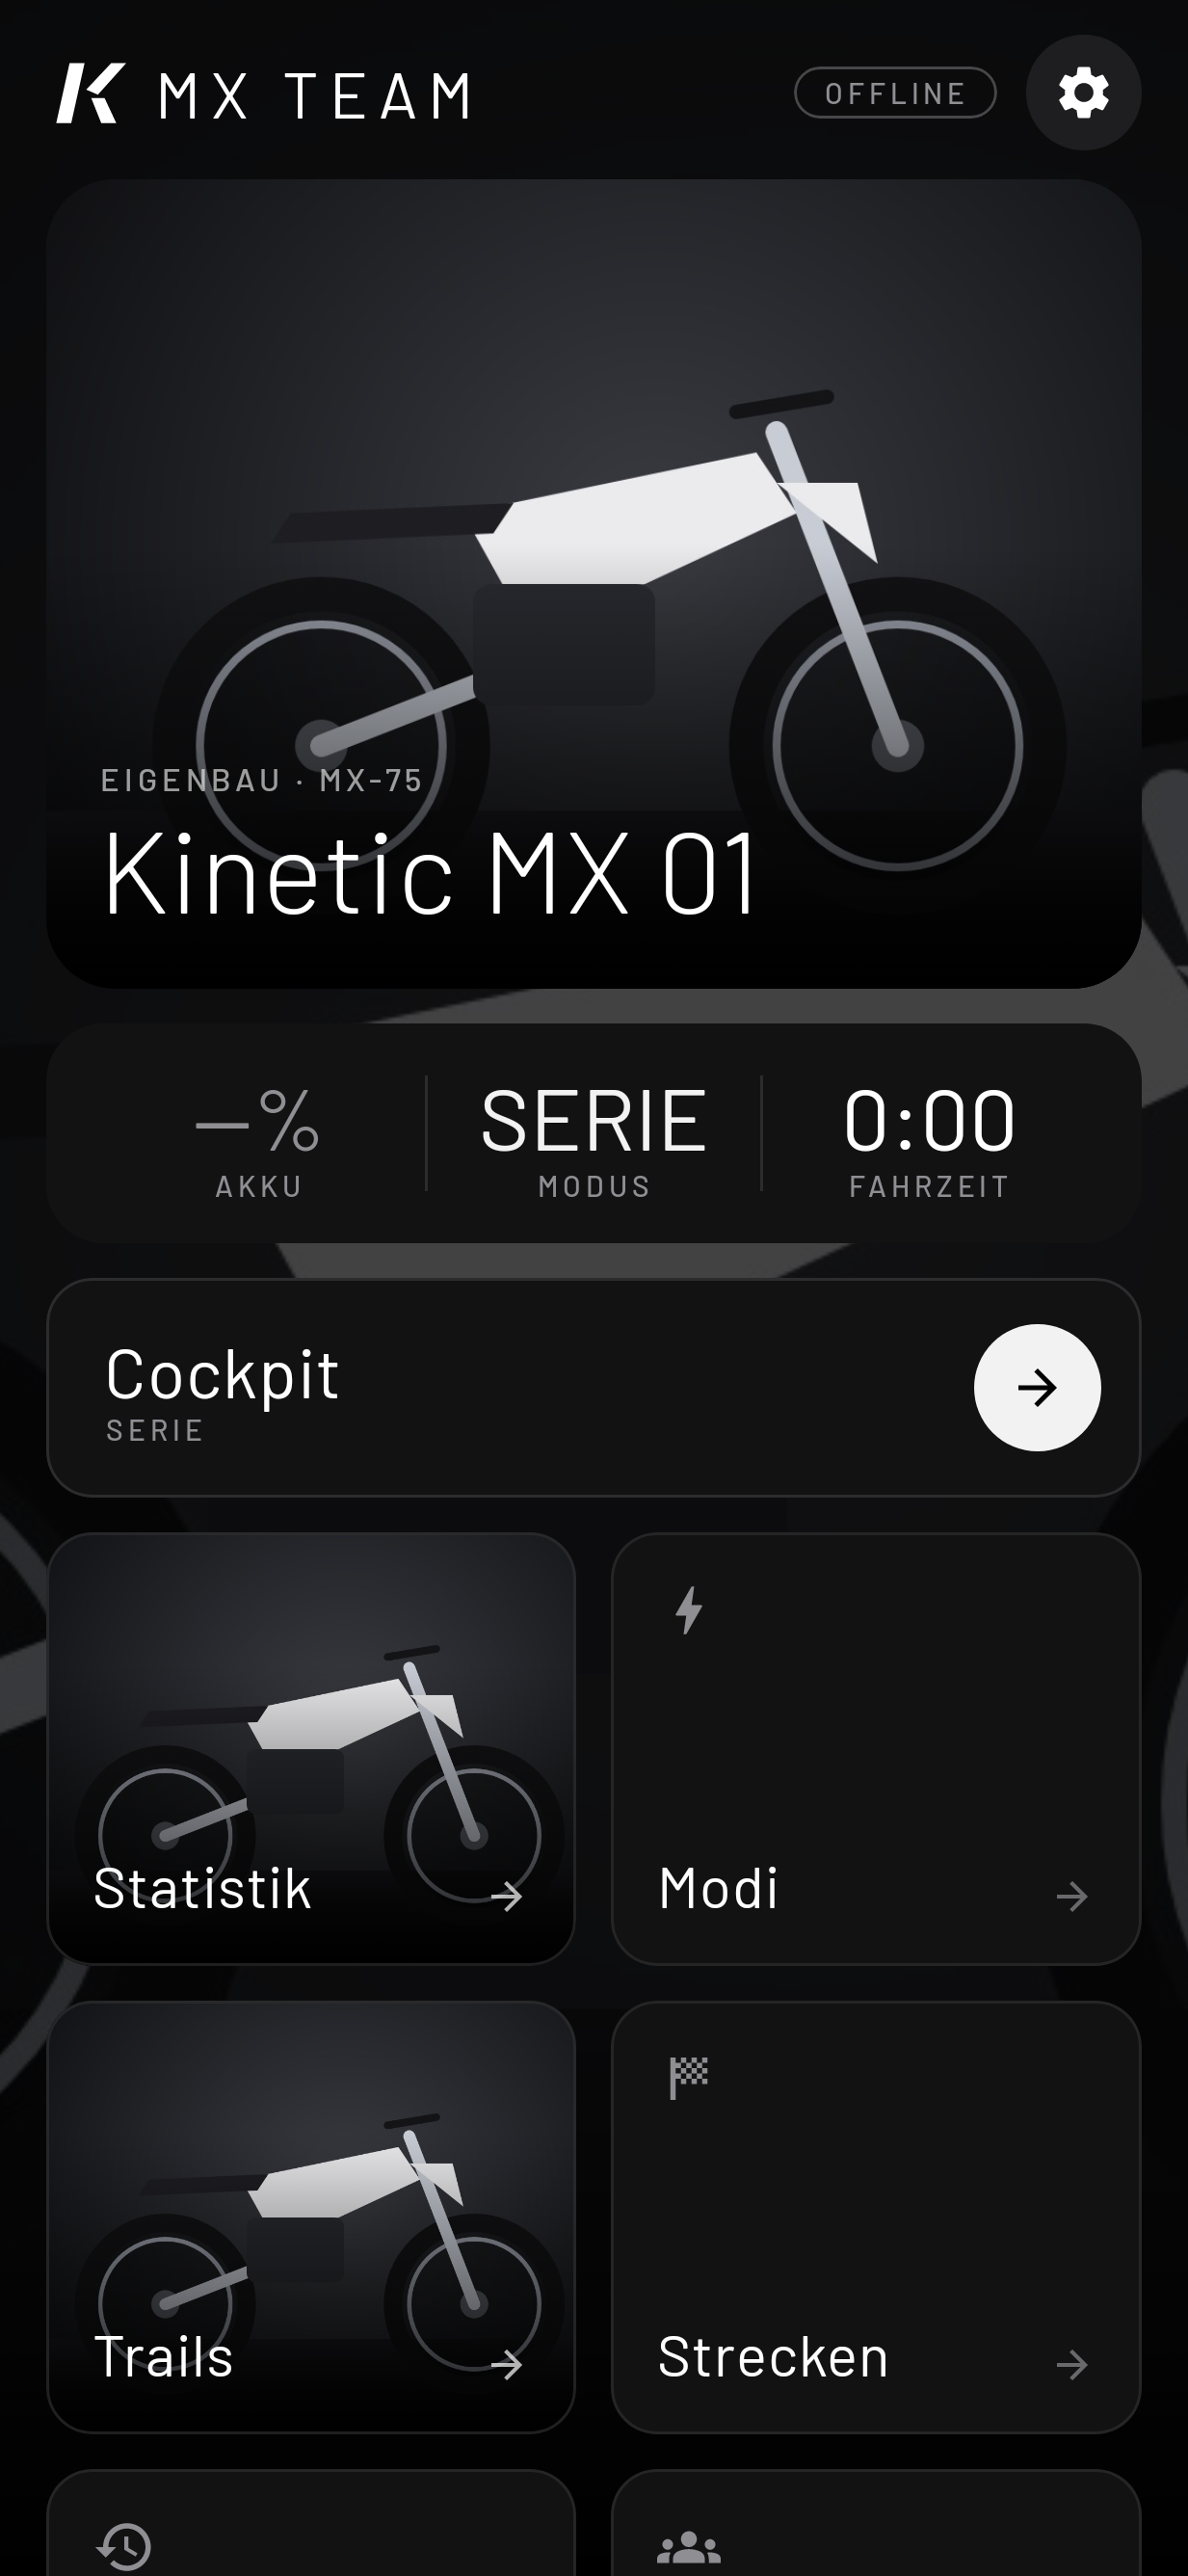 MX TEAM
OFFLINE
EIGENBAU · MX-75
Kinetic MX 01
—% SERIE 0:00
AKKU MODUS FAHRZEIT
Cockpit
SERIE
Statistik
Modi
Trails
Strecken